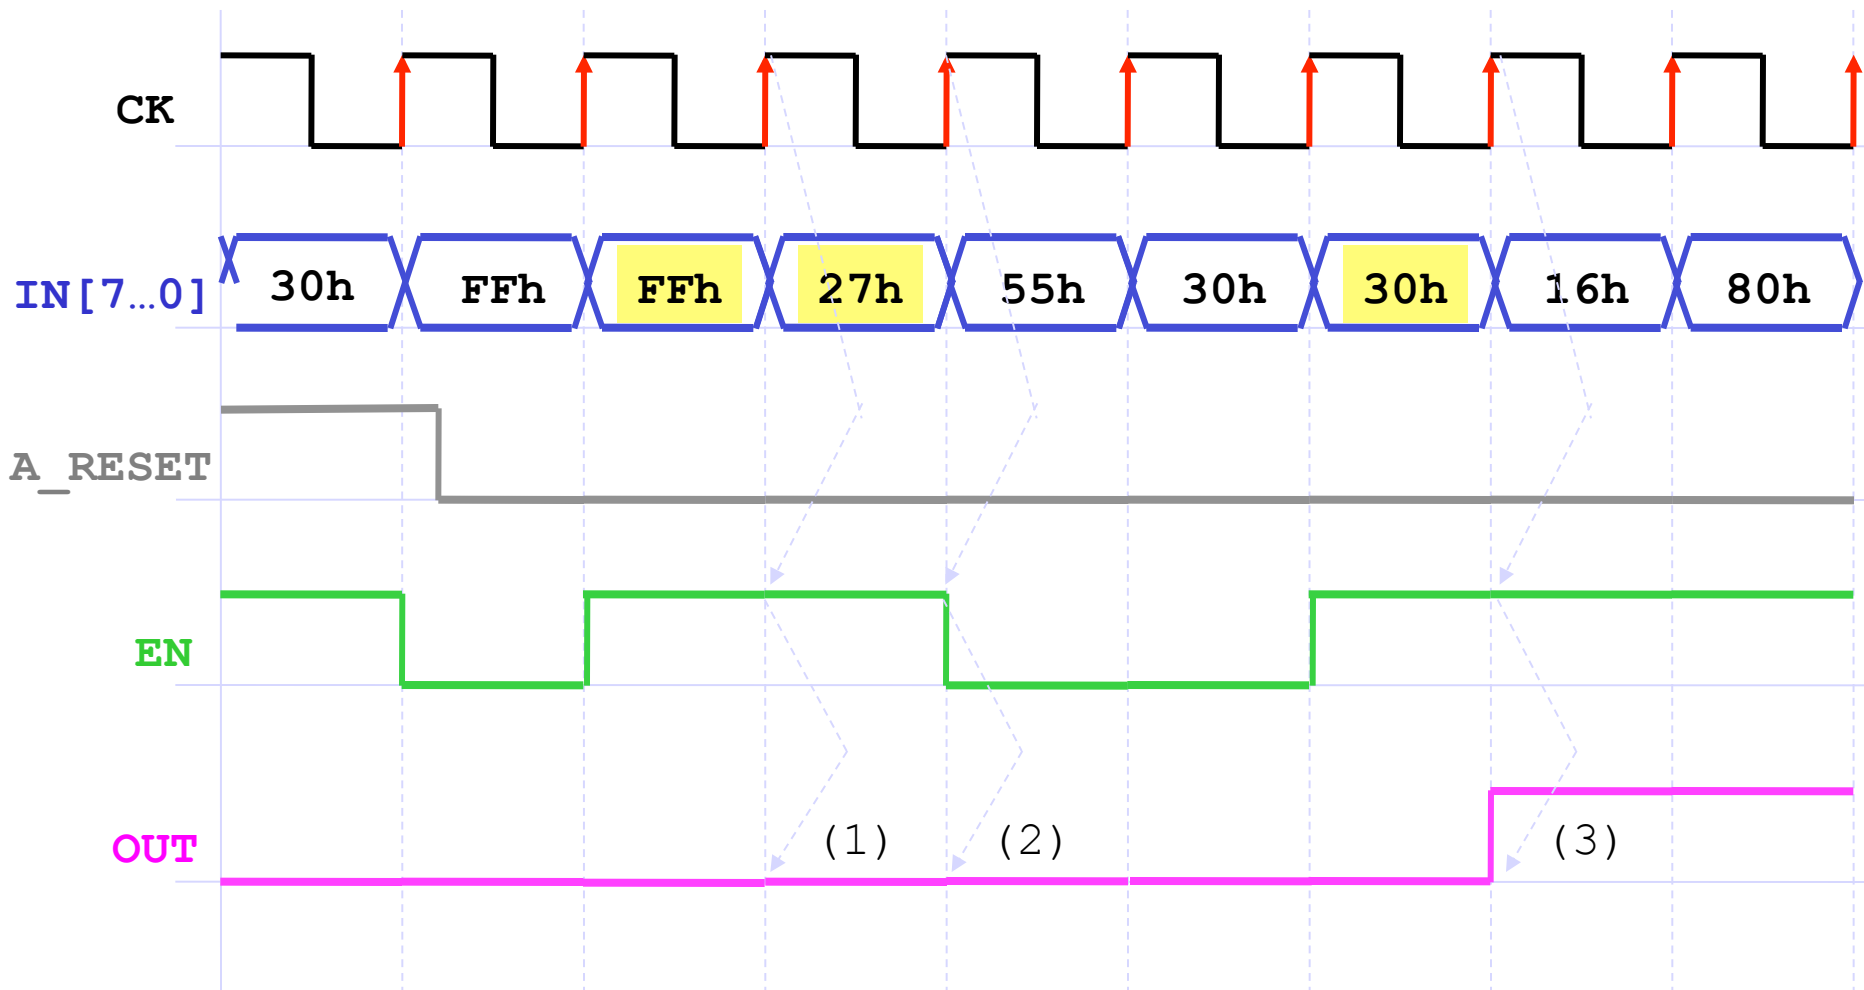 CK
IN[7…0]
30h FFh FFh 27h 55h 30h 30h 16h 80h
A_RESET
EN
OUT
(1) (2) (3)